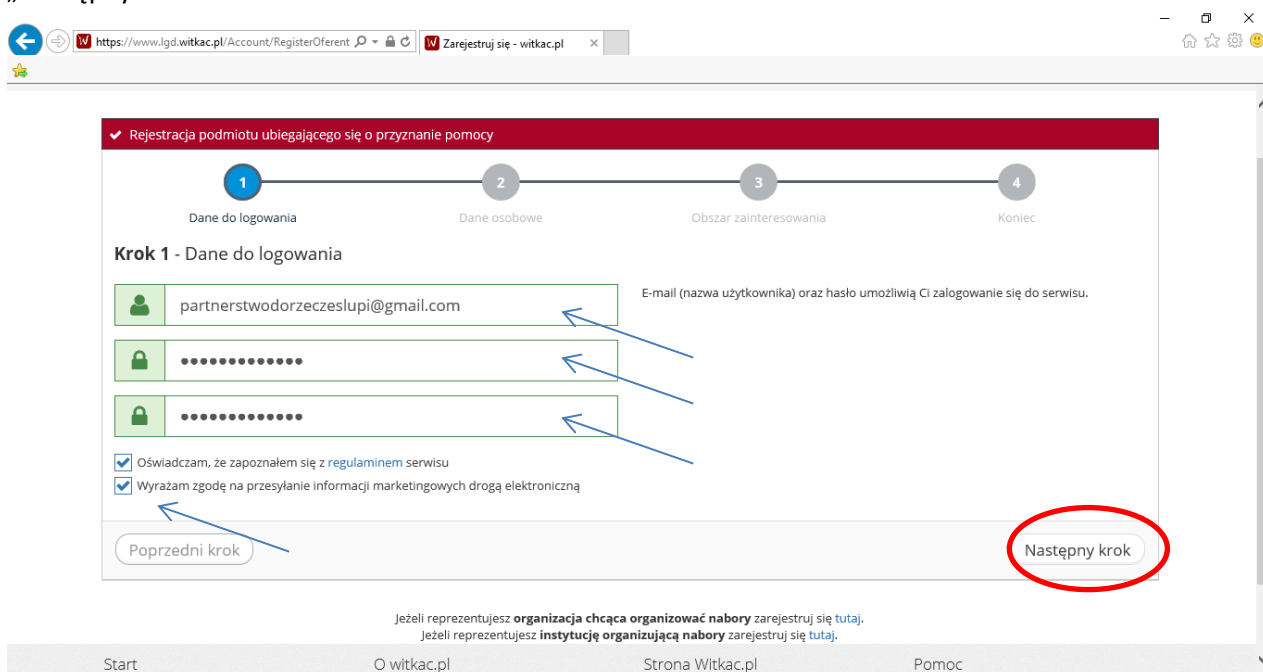 https://www.lgd.witkac.pl/Account/RegisterOferent
Zarejestruj się - witkac.pl
Rejestracja podmiotu ubiegającego się o przyznanie pomocy
1
2
3
4
Dane do logowania
Dane osobowe
Obszar zainteresowania
Koniec
Krok 1 - Dane do logowania
partnerstwodorzeczeslupi@gmail.com
E-mail (nazwa użytkownika) oraz hasło umożliwią Ci zalogowanie się do serwisu.
•••••••••••••
•••••••••••••
Oświadczam, że zapoznałem się z regulaminem serwisu
Wyrażam zgodę na przesyłanie informacji marketingowych drogą elektroniczną
Poprzedni krok
Następny krok
Jeżeli reprezentujesz organizacja chcąca organizować nabory zarejestruj się tutaj.
Jeżeli reprezentujesz instytucję organizującą nabory zarejestruj się tutaj.
Start
O witkac.pl
Strona Witkac.pl
Pomoc